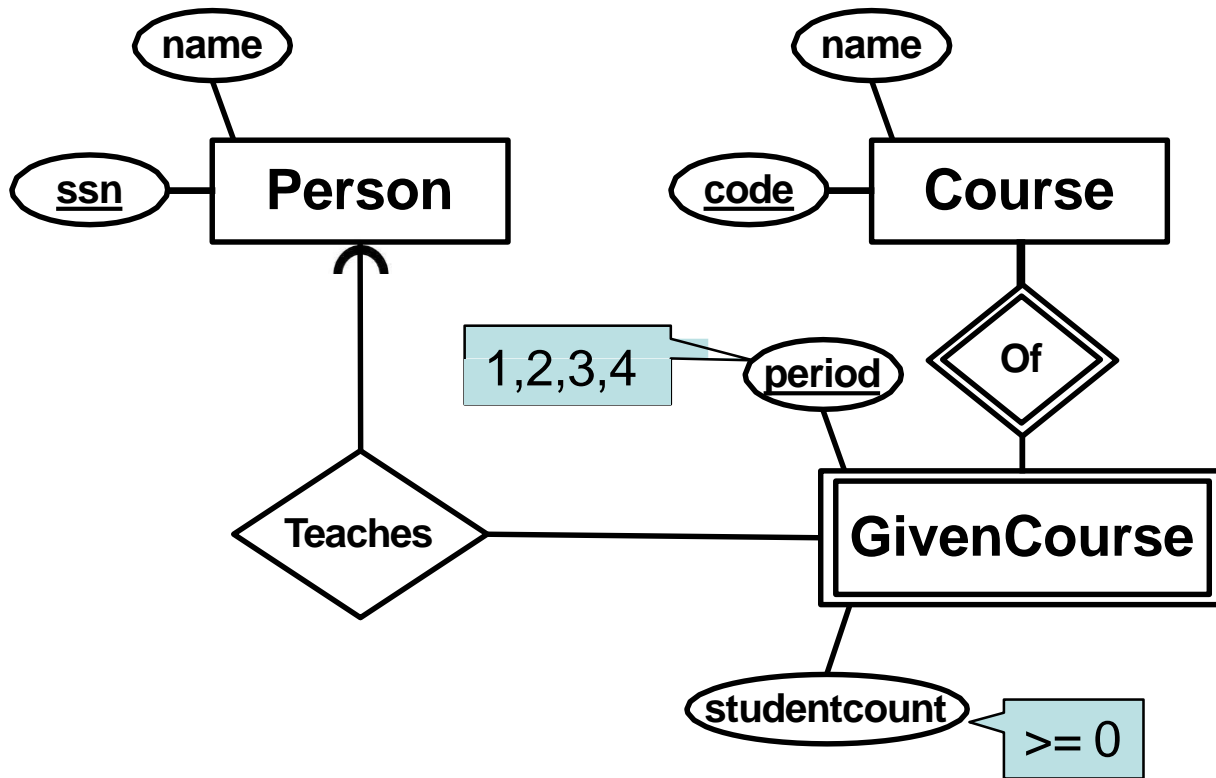 name
ssn
Person
name
code
Course
1,2,3,4
period
Of
Teaches
GivenCourse
studentcount
>= 0